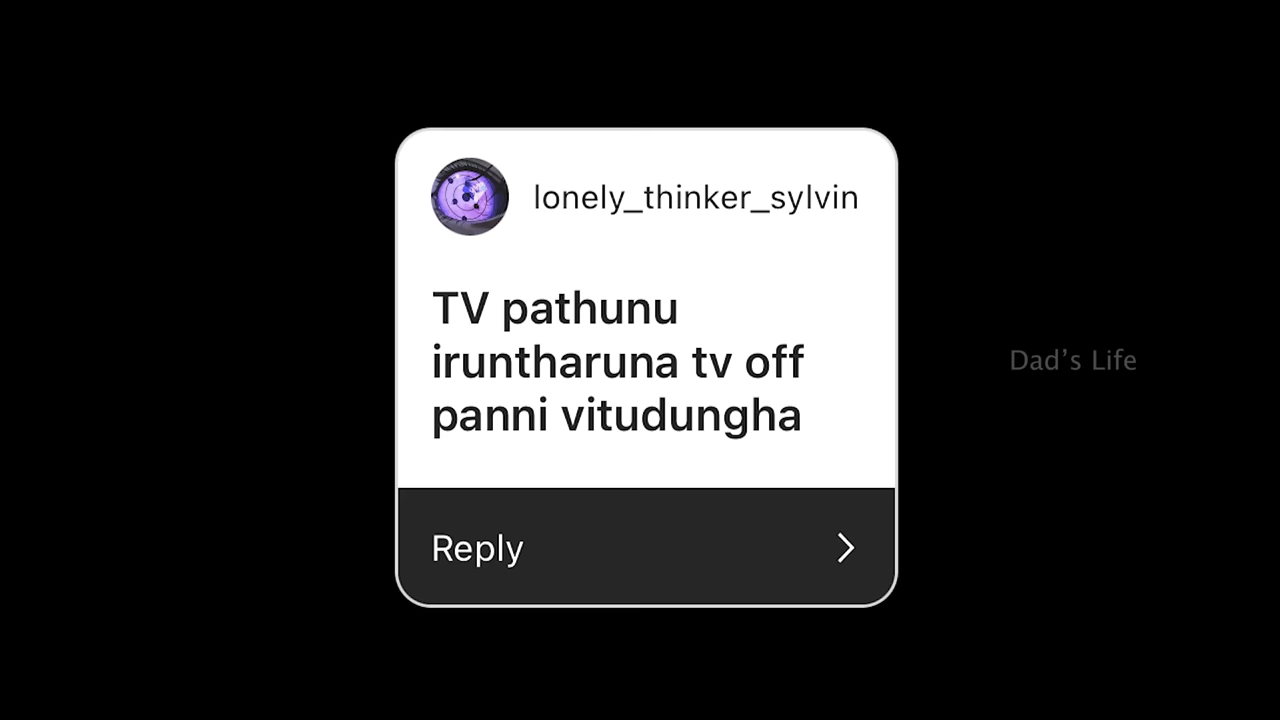 lonely_thinker_sylvin
TV pathunu
iruntharuna tv off
panni vitudungha
Dad’s Life
Reply